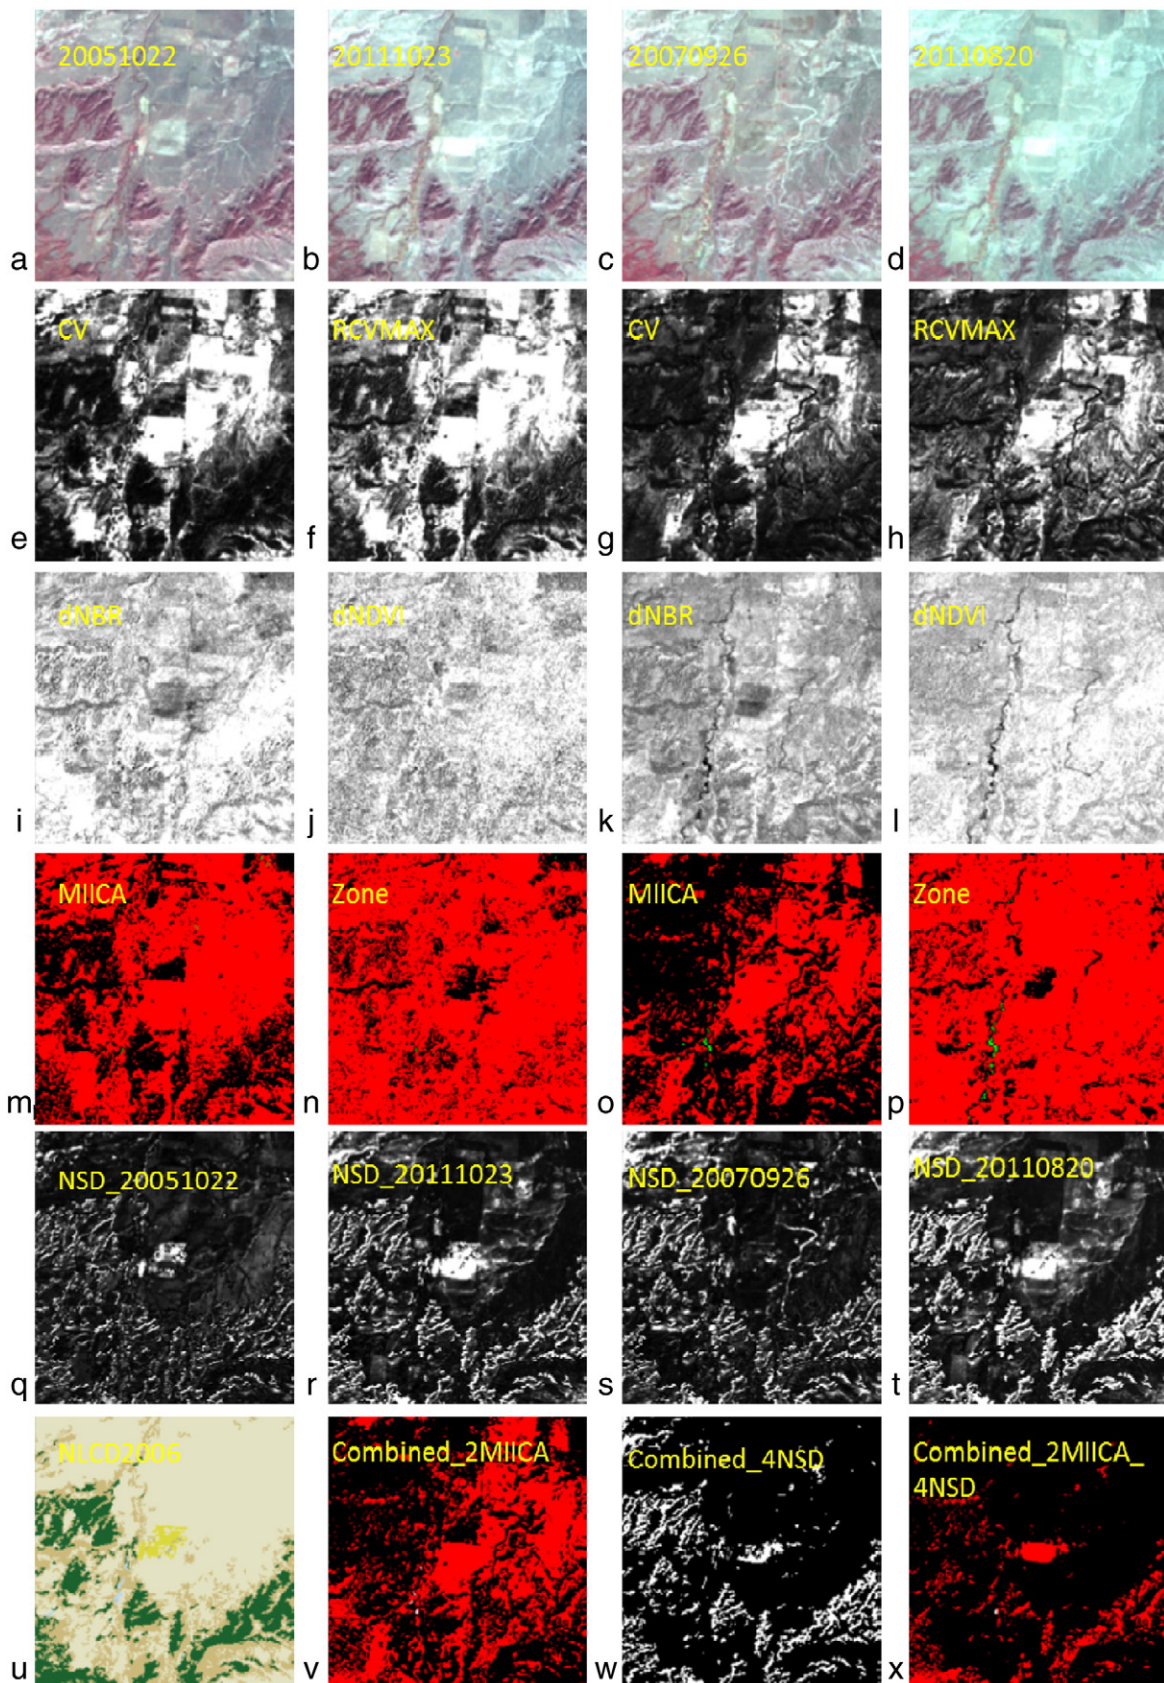 20051022
20111023
20070926
20110820
a
b
c
d
CV
RCVMAX
CV
RCVMAX
e
f
g
h
dNBR
dNDVI
dNBR
dNDVI
i
j
k
l
MIICA
Zone
MIICA
Zone
m
n
o
p
NSD_20051022
NSD_20111023
NSD_20070926
NSD_20110820
q
r
s
t
NLCD2006
Combined_2MIICA
Combined_4NSD
Combined_2MIICA_
4NSD
u
v
w
x